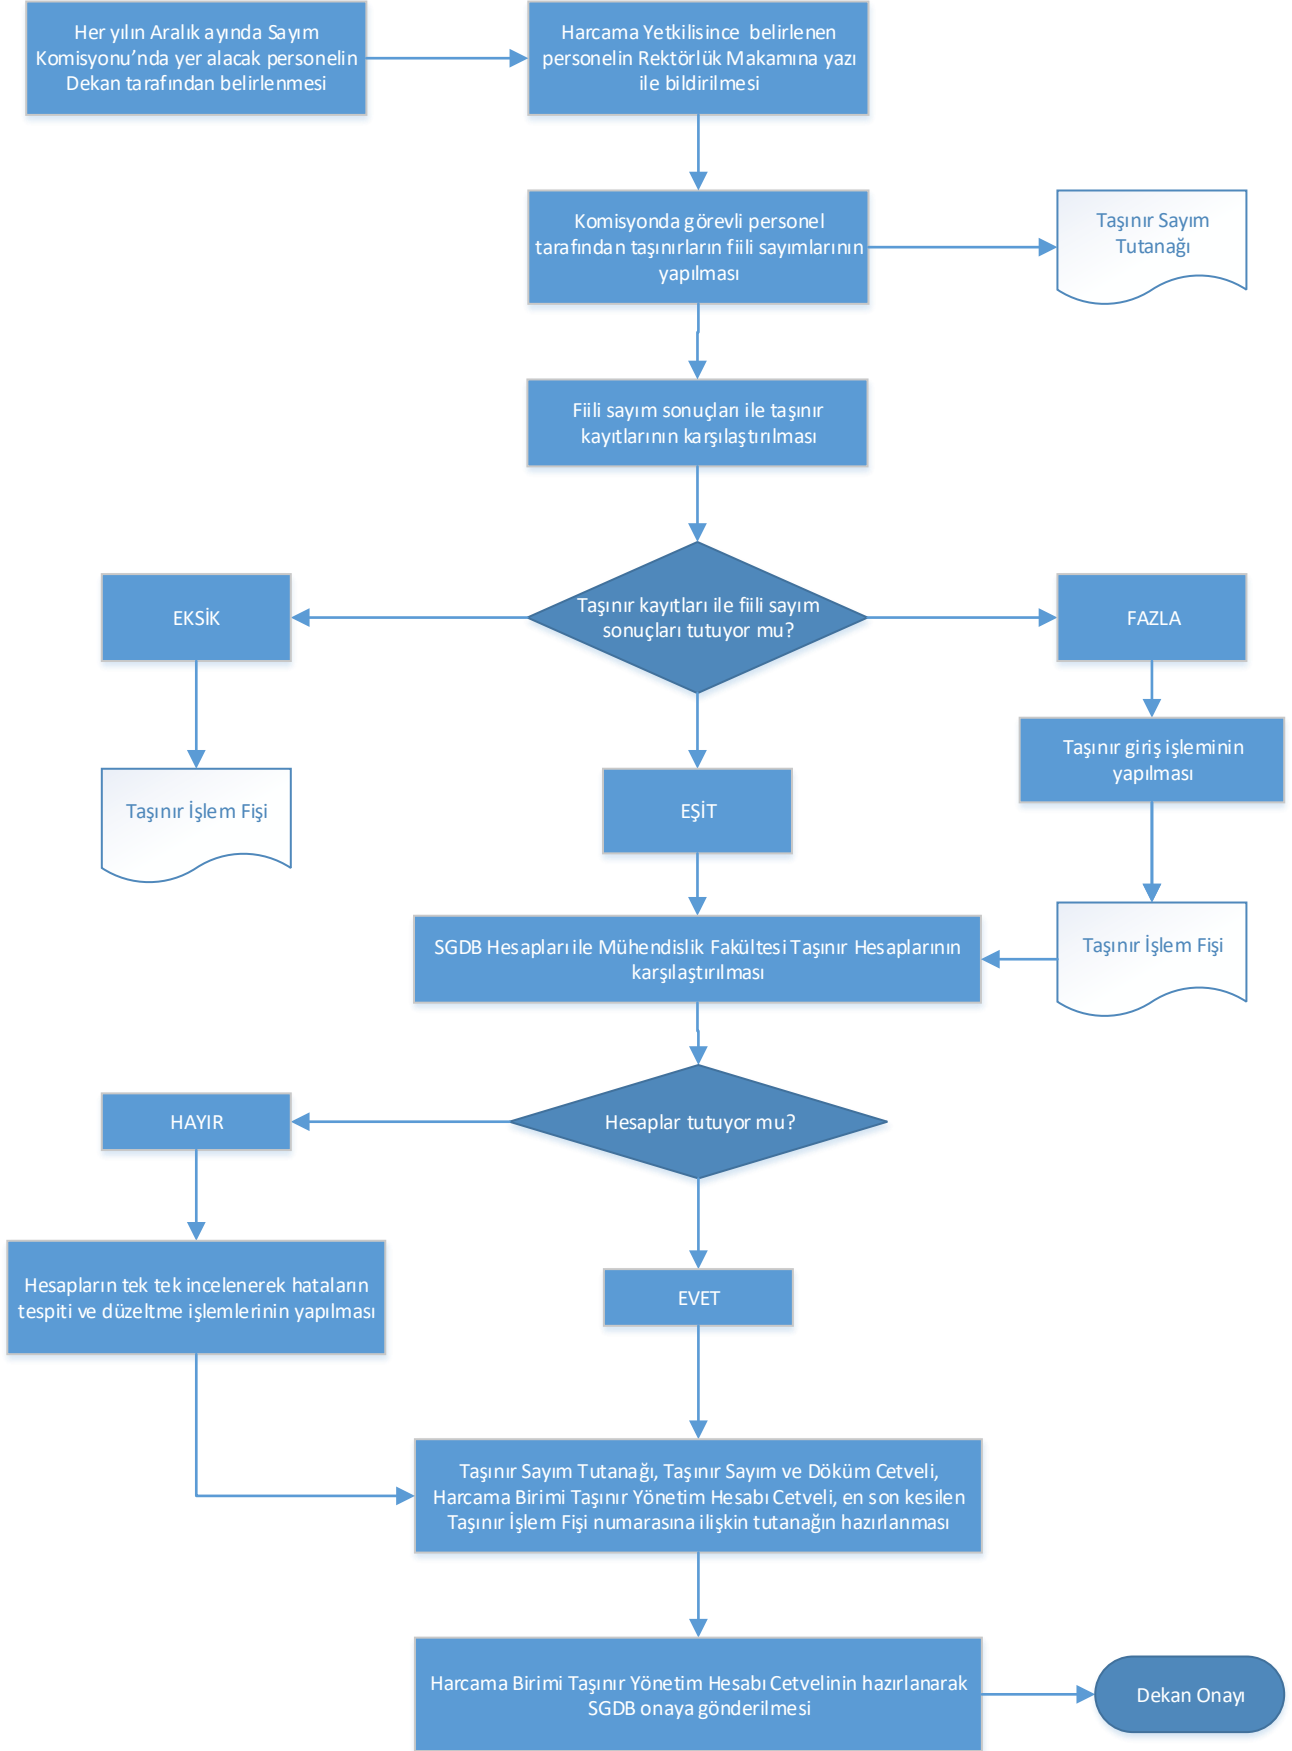 Her yılın Aralık ayında Sayım
Komisyonu’nda yer alacak personelin
Dekan tarafından belirlenmesi
Harcama Yetkilisince belirlenen
personelin Rektörlük Makamına yazı
ile bildirilmesi
Komisyonda görevli personel
tarafından taşınırların fiili sayımlarının
yapılması
Taşınır Sayım
Tutanağı
Fiili sayım sonuçları ile taşınır
kayıtlarının karşılaştırılması
Taşınır kayıtları ile fiili sayım
sonuçları tutuyor mu?
EKSİK
FAZLA
Taşınır giriş işleminin
yapılması
Taşınır İşlem Fişi
EŞİT
SGDB Hesapları ile Mühendislik Fakültesi Taşınır Hesaplarının
karşılaştırılması
Taşınır İşlem Fişi
Hesaplar tutuyor mu?
HAYIR
Hesapların tek tek incelenerek hataların
tespiti ve düzeltme işlemlerinin yapılması
EVET
Taşınır Sayım Tutanağı, Taşınır Sayım ve Döküm Cetveli,
Harcama Birimi Taşınır Yönetim Hesabı Cetveli, en son kesilen
Taşınır İşlem Fişi numarasına ilişkin tutanağın hazırlanması
Harcama Birimi Taşınır Yönetim Hesabı Cetvelinin hazırlanarak
SGDB onaya gönderilmesi
Dekan Onayı